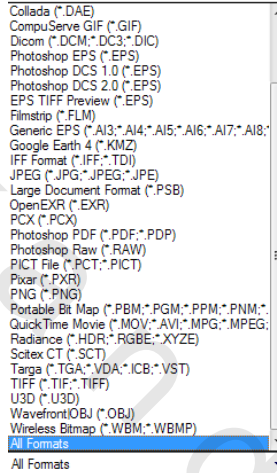 Collada (*.DAE)
CompuServe GIF (*.GIF)
Dicom (*.DCM;*.DC3;*.DIC)
Photoshop EPS (*.EPS)
Photoshop DCS 1.0 (*.EPS)
Photoshop DCS 2.0 (*.EPS)
EPS TIFF Preview (*.EPS)
Filmstrip (*.FLM)
Generic EPS (*.AI3;*.AI4;*.AI5;*.AI6;*.AI7;*.AI8;*
Google Earth 4 (*.KMZ)
IFF Format (*.IFF;*.TDI)
JPEG (*.JPG;*.JPEG;*.JPE)
Large Document Format (*.PSB)
OpenEXR (*.EXR)
PCX (*.PCX)
Photoshop PDF (*.PDF;*.PDP)
Photoshop Raw (*.RAW)
PICT File (*.PCT;*.PICT)
Pixar (*.PXR)
PNG (*.PNG)
Portable Bit Map (*.PBM;*.PGM;*.PPM;*.PNM;*.
QuickTime Movie (*.MOV;*.AVI;*.MPG;*.MPEG;
Radiance (*.HDR;*.RGBE;*.XYZE)
Scitex CT (*.SCT)
Targa (*.TGA;*.VDA;*.ICB;*.VST)
TIFF (*.TIF;*.TIFF)
U3D (*.U3D)
Wavefront|OBJ (*.OBJ)
Wireless Bitmap (*.WBM;*.WBMP)
All Formats
All Formats